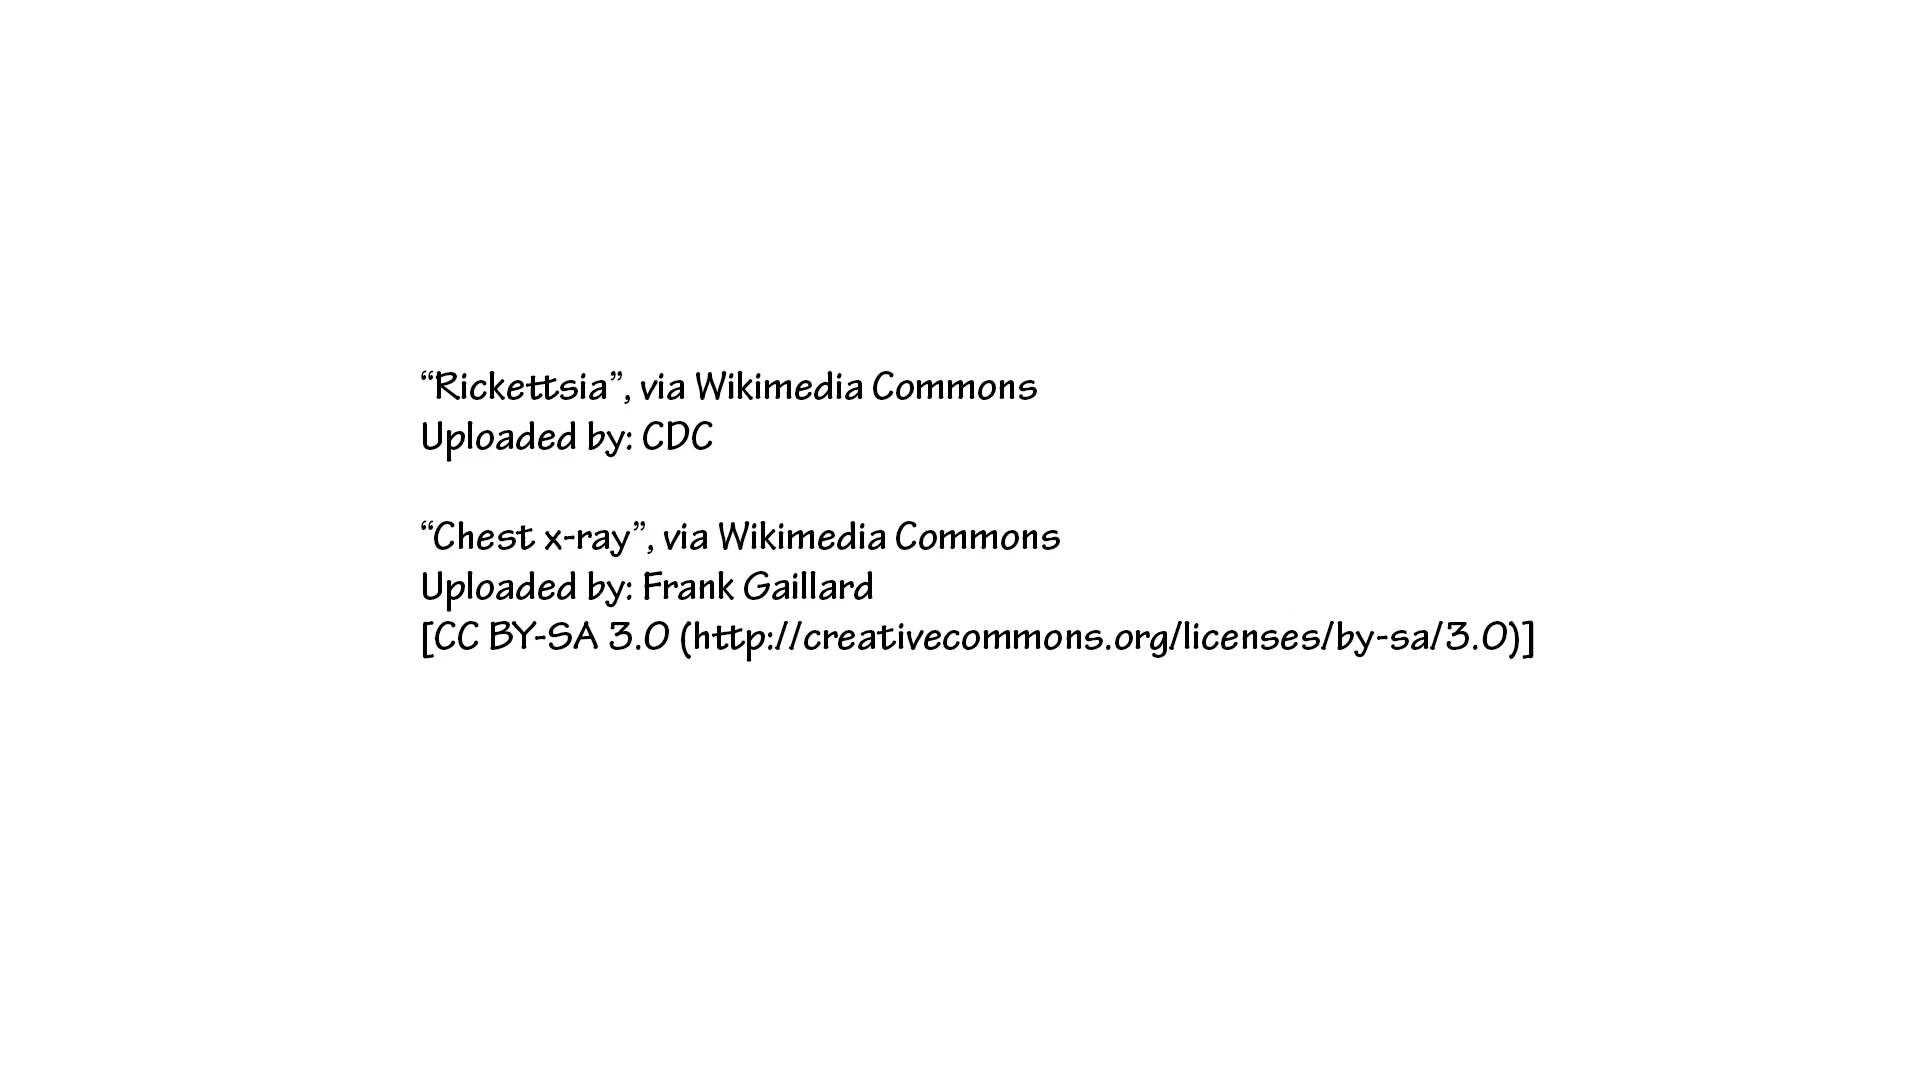 “Rickettsia”, via Wikimedia Commons
Uploaded by: CDC
“Chest x-ray”, via Wikimedia Commons
Uploaded by: Frank Gaillard
[CC BY-SA 3.0 (http://creativecommons.org/licenses/by-sa/3.0)]